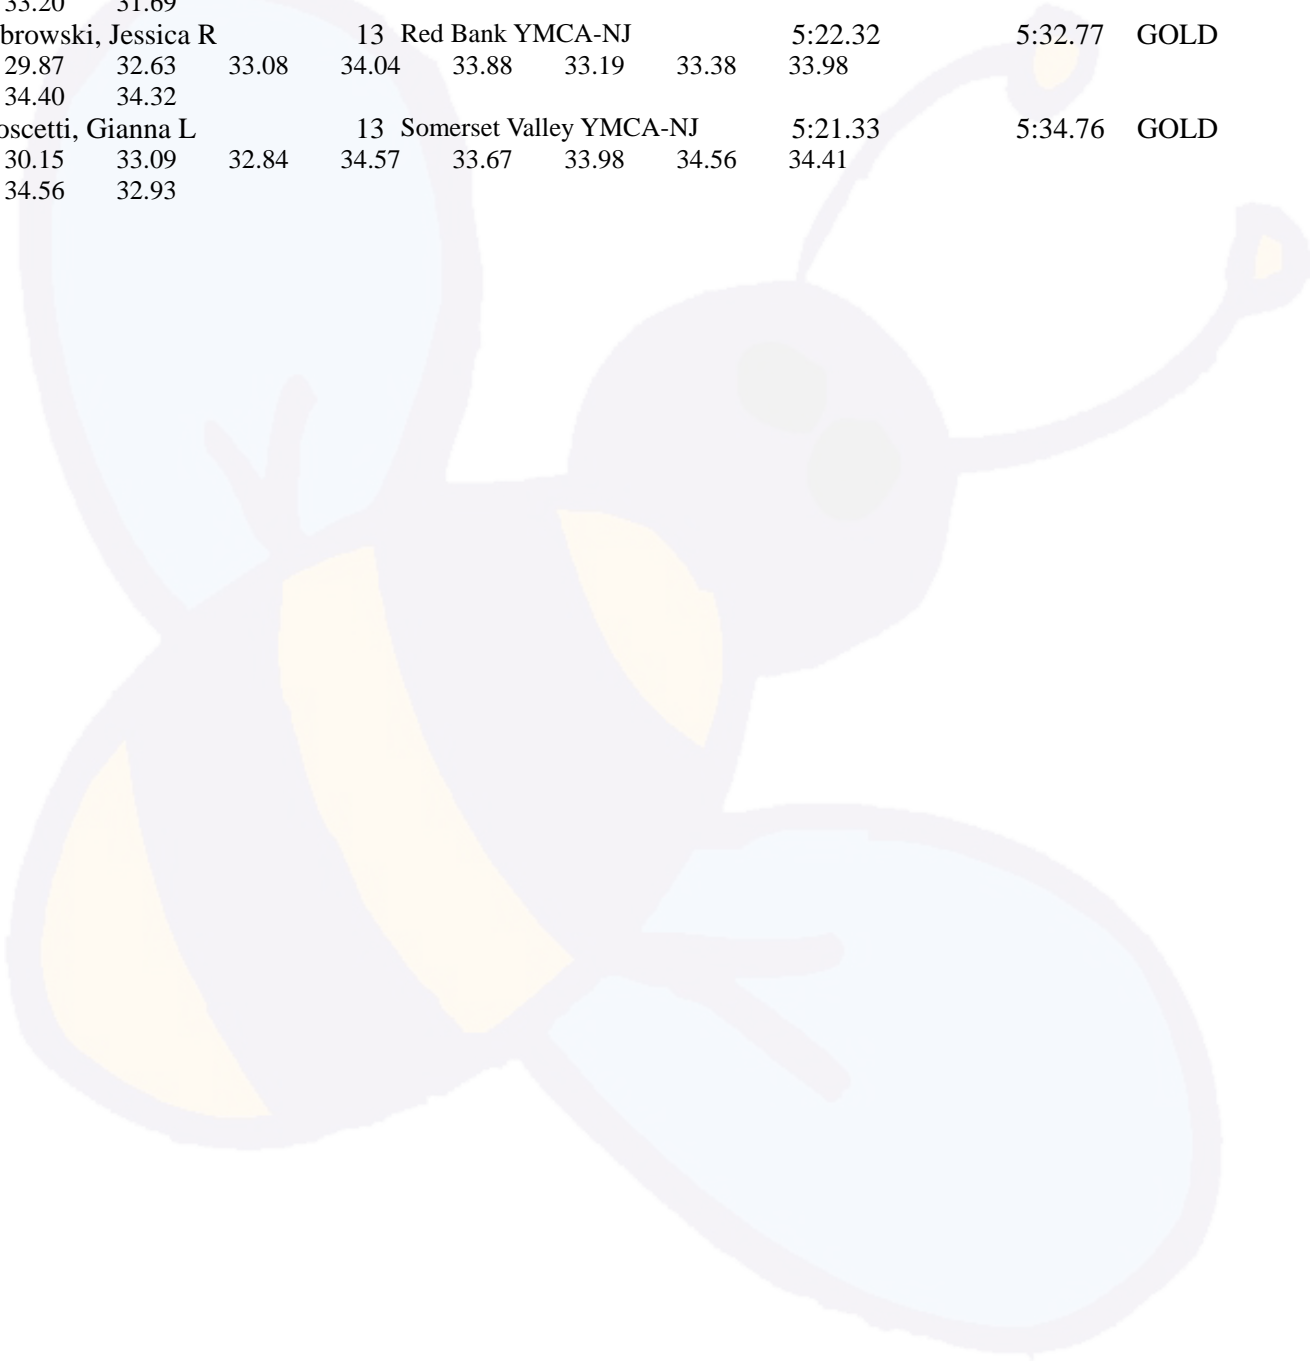 33.20 31.69
browski, Jessica R 13 Red Bank YMCA-NJ 5:22.32 5:32.77 GOLD
29.87 32.63 33.08 34.04 33.88 33.19 33.38 33.98
34.40 34.32
oscetti, Gianna L 13 Somerset Valley YMCA-NJ 5:21.33 5:34.76 GOLD
30.15 33.09 32.84 34.57 33.67 33.98 34.56 34.41
34.56 32.93